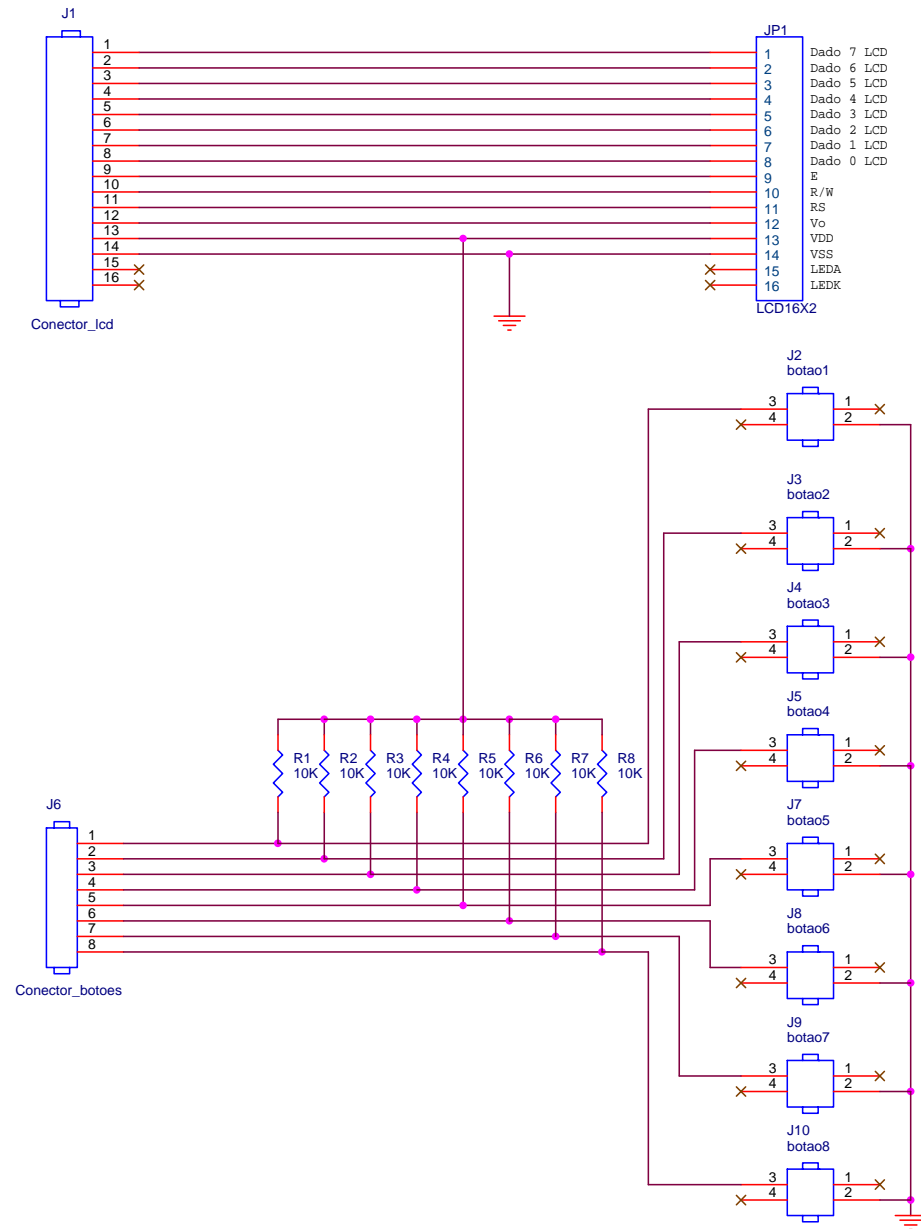 J1
1
2
3
4
5
6
7
8
9
10
11
12
13
14
15
16
Conector_lcd
JP1
1 Dado 7 LCD
2 Dado 6 LCD
3 Dado 5 LCD
4 Dado 4 LCD
5 Dado 3 LCD
6 Dado 2 LCD
7 Dado 1 LCD
8 Dado 0 LCD
9 E
10 R/W
11 RS
12 Vo
13 VDD
14 VSS
15 LEDA
16 LEDK
LCD16X2
J2
botao1
3 1
4 2
J3
botao2
3 1
4 2
J4
botao3
3 1
4 2
J5
botao4
3 1
4 2
R1 R2 R3 R4 R5 R6 R7 R8
10K 10K 10K 10K 10K 10K 10K 10K
J6
1
2
3
4
5
6
7
8
Conector_botoes
J7
botao5
3 1
4 2
J8
botao6
3 1
4 2
J9
botao7
3 1
4 2
J10
botao8
3 1
4 2